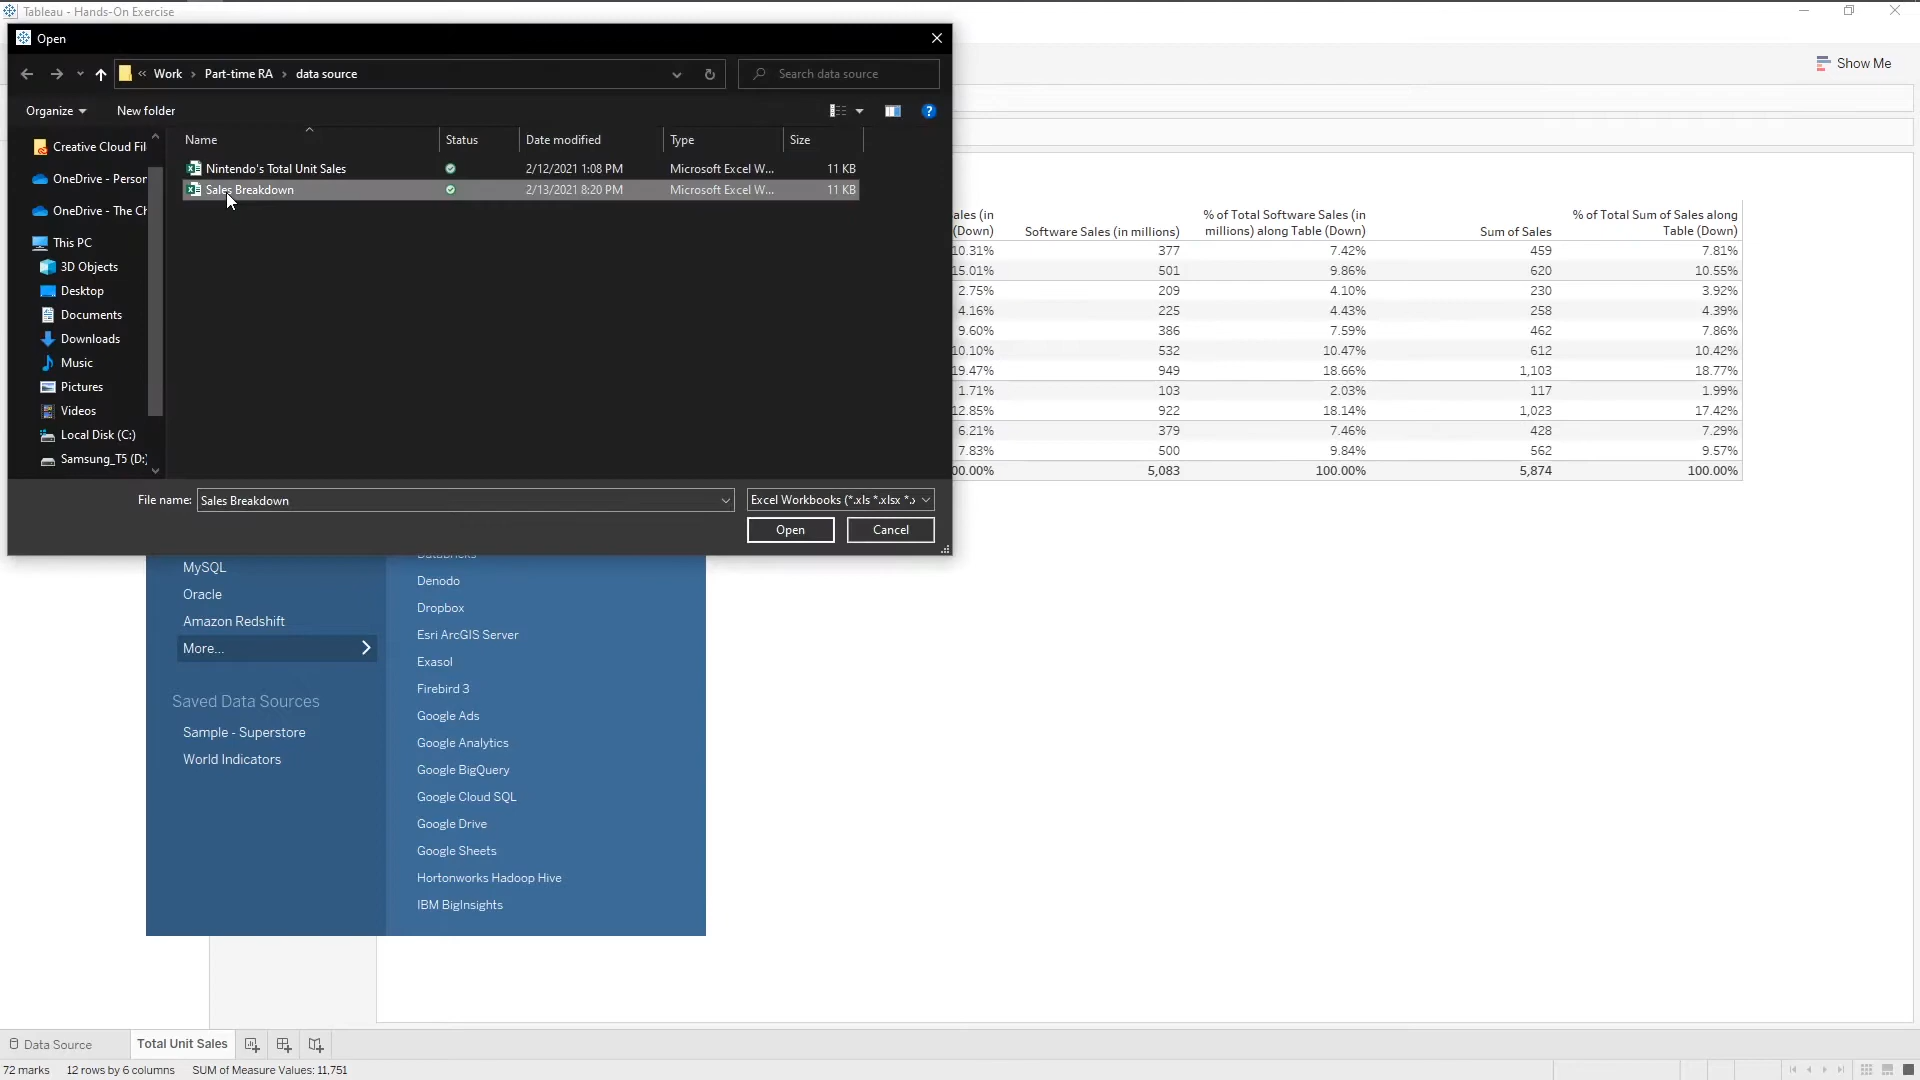 Tableau - Hands-On Exercise
Open
« Work › Part-time RA › data source
Search data source
Organize
New folder
Show Me
Name Status Date modified Type Size
Nintendo's Total Unit Sales 2/12/2021 1:08 PM Microsoft Excel W... 11 KB
Sales Breakdown 2/13/2021 8:20 PM Microsoft Excel W... 11 KB
Creative Cloud Fil
OneDrive - Person
OneDrive - The Ch
This PC
3D Objects
Desktop
Documents
Downloads
Music
Pictures
Videos
Local Disk (C:)
Samsung_T5 (D:)
File name: Sales Breakdown
Excel Workbooks (*.xls *.xlsx *.x
Open Cancel
ales (in % of Total Software Sales (in % of Total Sum of Sales along
(Down) Software Sales (in millions) millions) along Table (Down) Sum of Sales Table (Down)
10.31% 377 7.42% 459 7.81%
15.01% 501 9.86% 620 10.55%
2.75% 209 4.10% 230 3.92%
4.16% 225 4.43% 258 4.39%
9.60% 386 7.59% 462 7.86%
10.10% 532 10.47% 612 10.42%
19.47% 949 18.66% 1,103 18.77%
1.71% 103 2.03% 117 1.99%
12.85% 922 18.14% 1,023 17.42%
6.21% 379 7.46% 428 7.29%
7.83% 500 9.84% 562 9.57%
00.00% 5,083 100.00% 5,874 100.00%
MySQL
Oracle
Amazon Redshift
More...
Saved Data Sources
Sample - Superstore
World Indicators
Databricks
Denodo
Dropbox
Esri ArcGIS Server
Exasol
Firebird 3
Google Ads
Google Analytics
Google BigQuery
Google Cloud SQL
Google Drive
Google Sheets
Hortonworks Hadoop Hive
IBM BigInsights
Data Source
Total Unit Sales
72 marks 12 rows by 6 columns SUM of Measure Values: 11,751